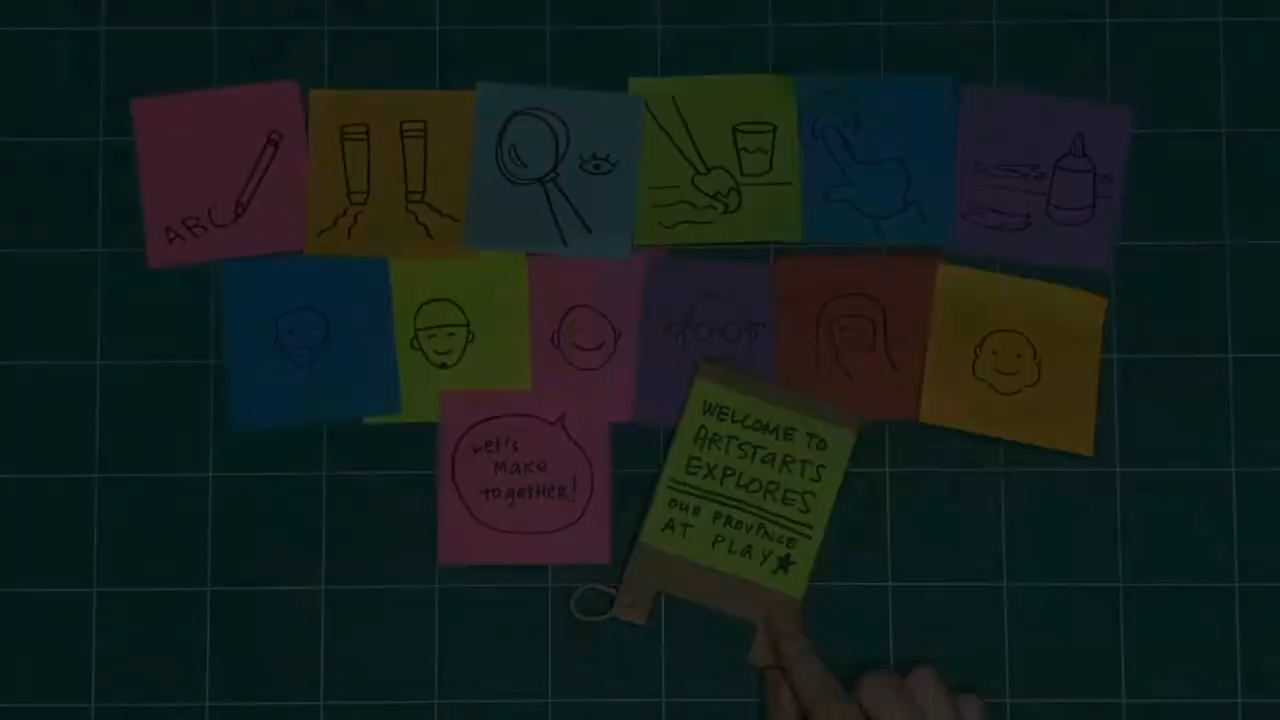 ABC
Let's
make
together!
WELCOME TO
ARTSTARTS
EXPLORES
OUR PROVINCE
AT PLAY